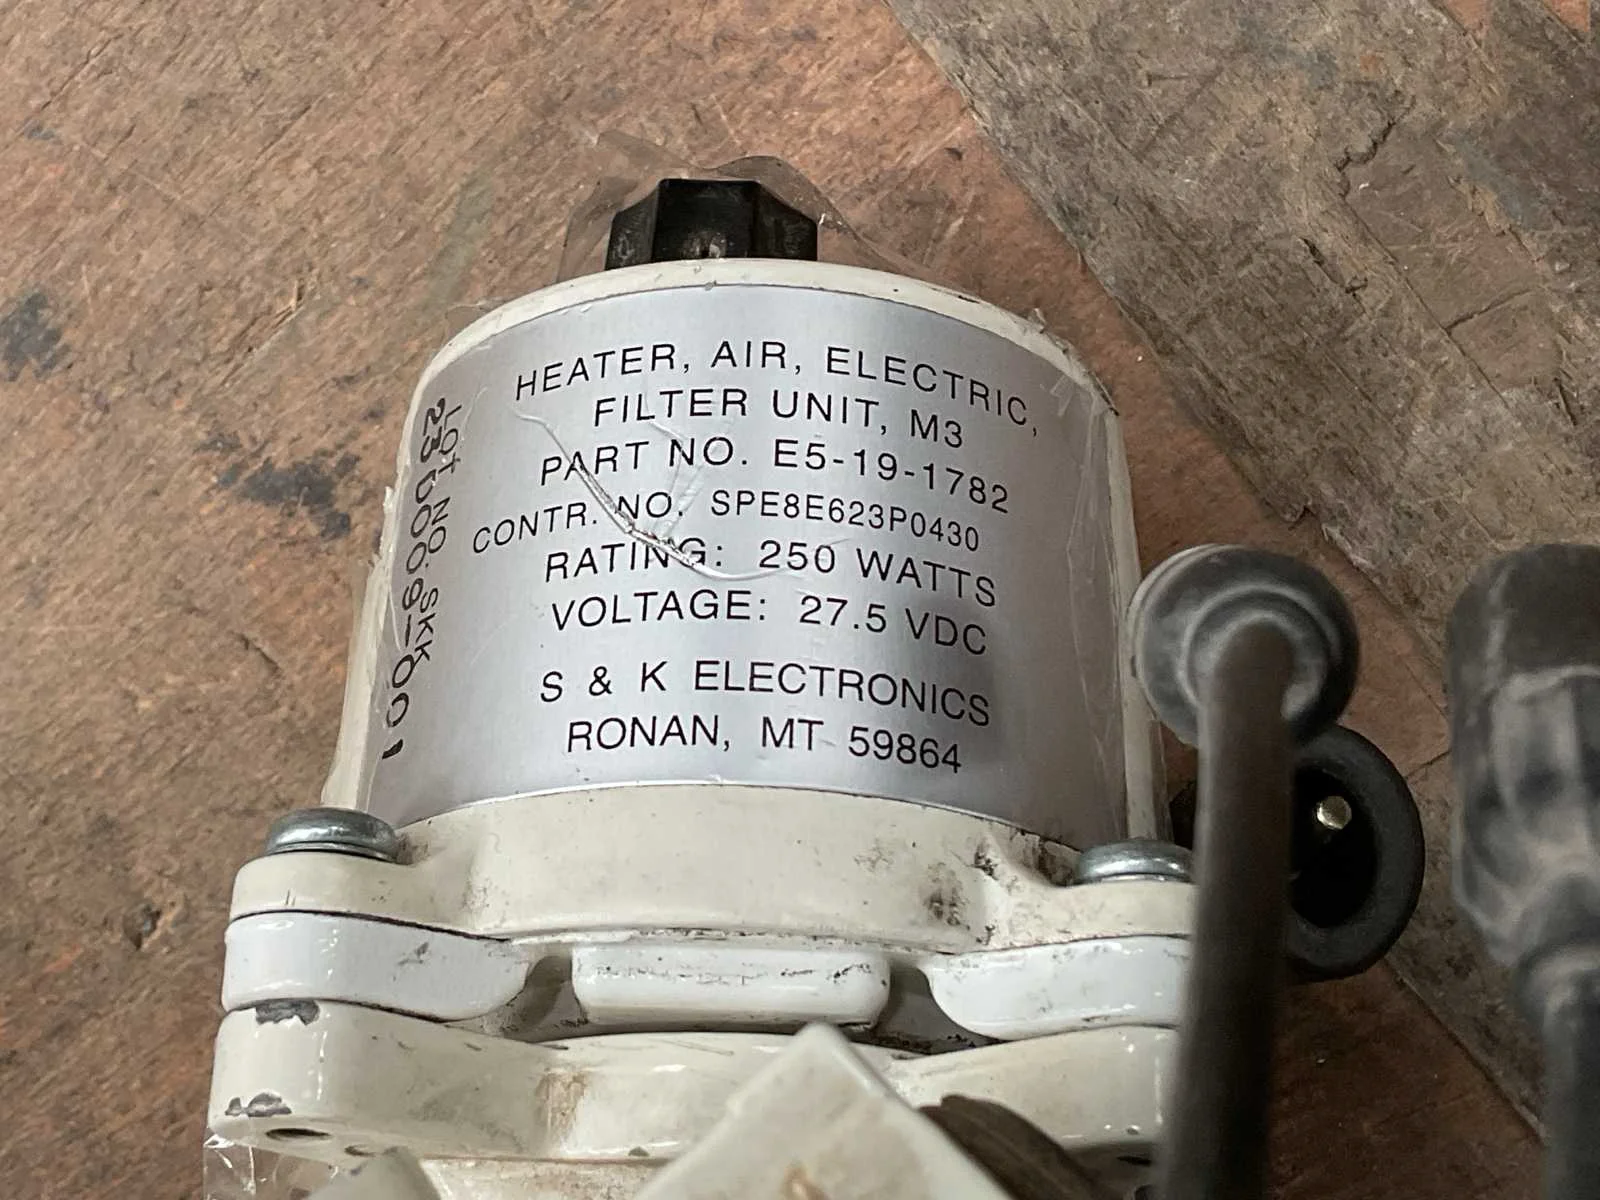 HEATER, AIR, ELECTRIC,
FILTER UNIT, M3
PART NO. E5-19-1782
CONTR. NO. SPE8E623P0430
RATING: 250 WATTS
VOLTAGE: 27.5 VDC
S & K ELECTRONICS
RONAN, MT 59864
LOT NO. SKK
23D009-001